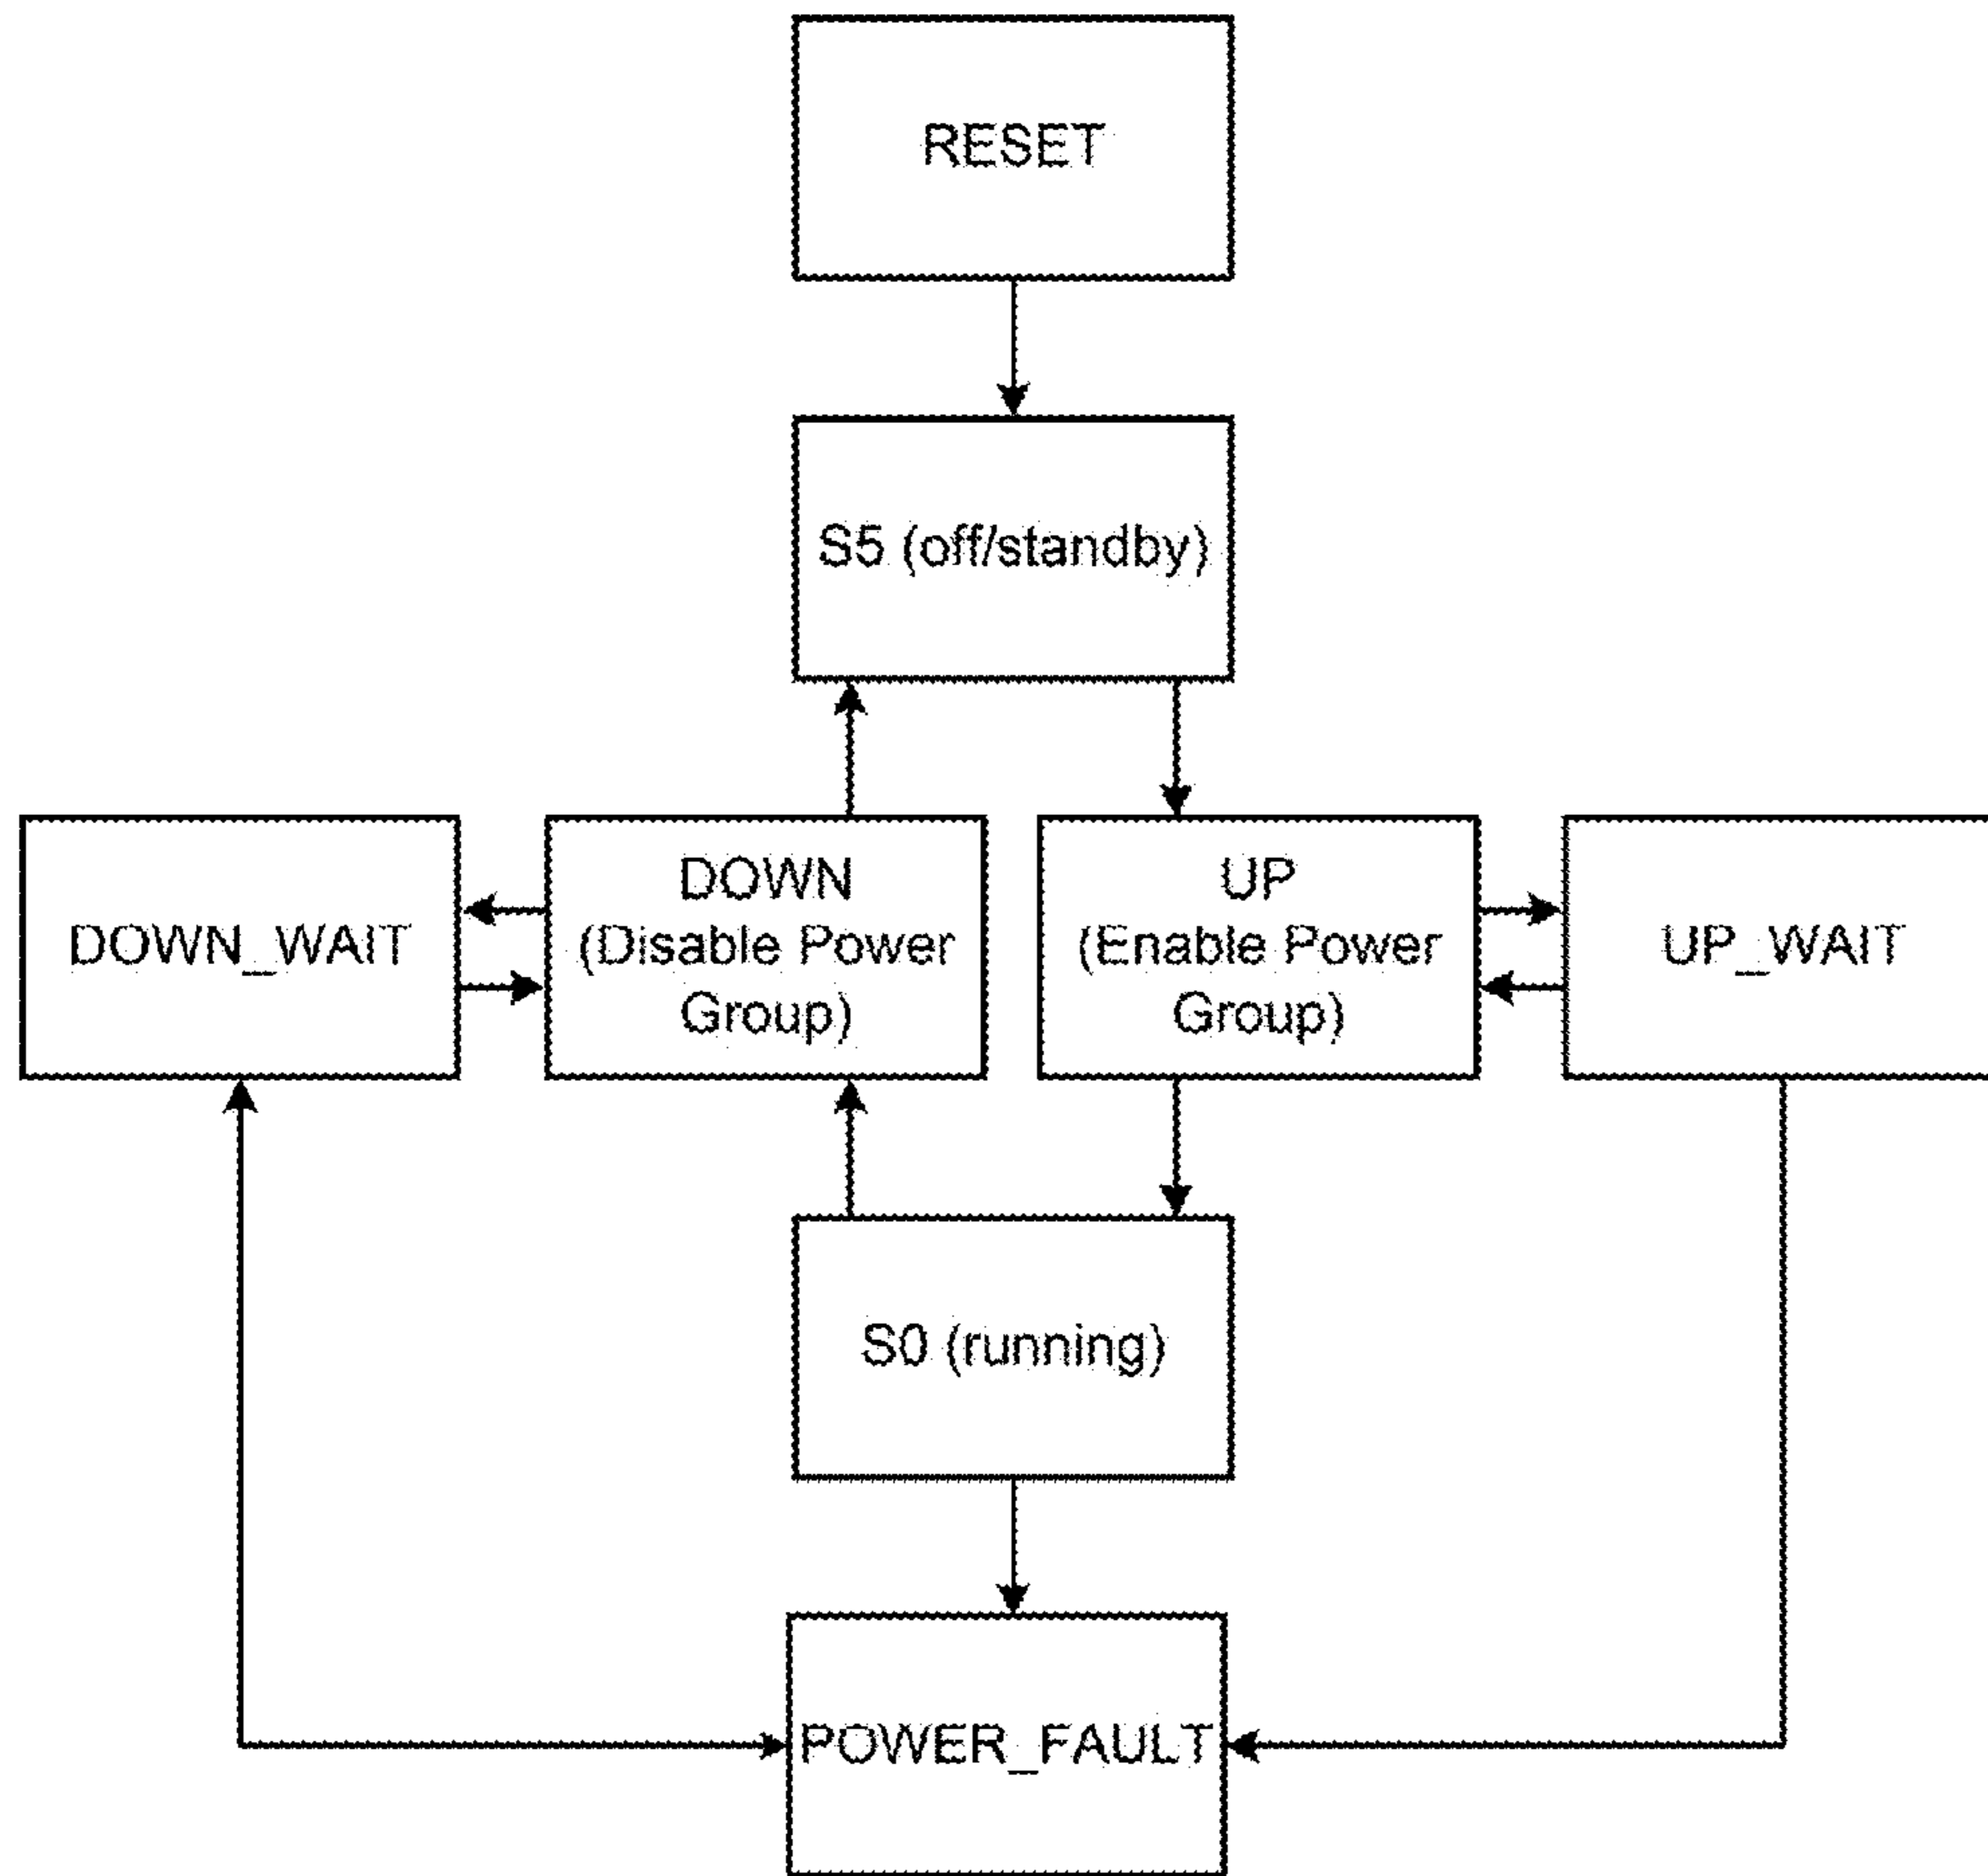 RESET
S5 (off/standby)
DOWN_WAIT
DOWN
(Disable Power
Group)
UP
(Enable Power
Group)
UP_WAIT
S0 (running)
POWER_FAULT